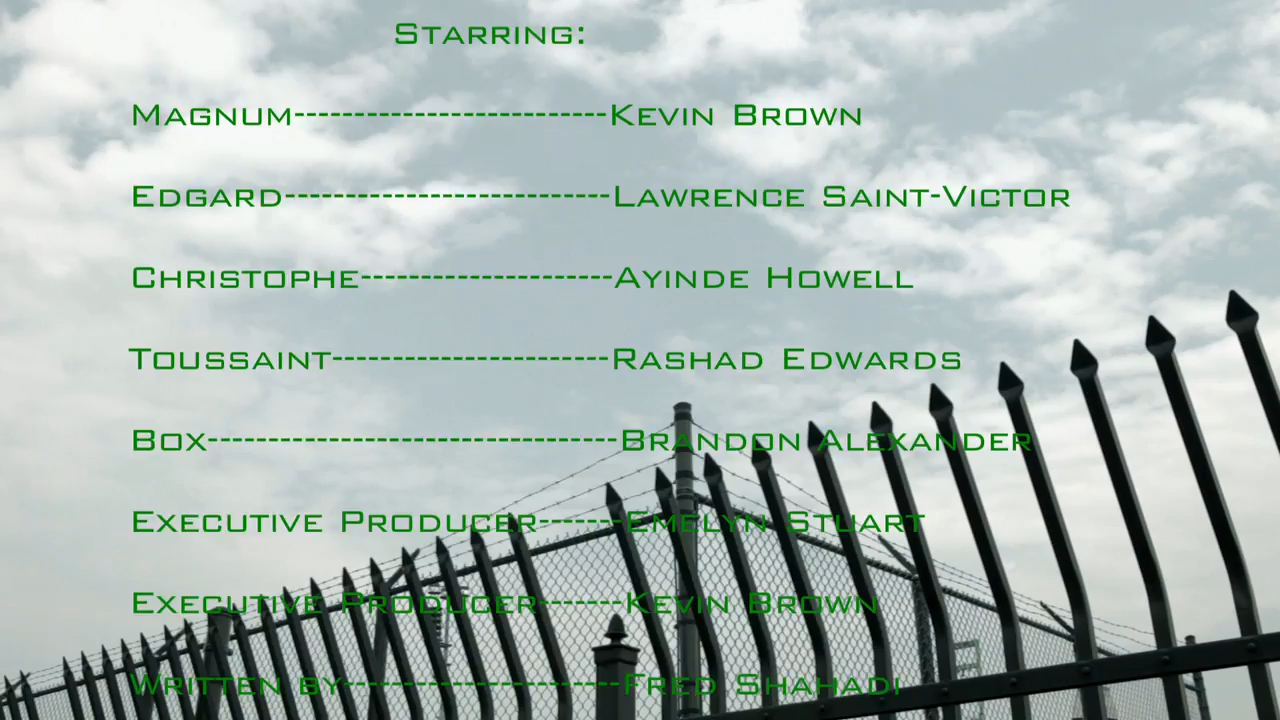 Starring:
Magnum--------------------------Kevin Brown
Edgard---------------------------Lawrence Saint-Victor
Christophe---------------------Ayinde Howell
Toussaint-----------------------Rashad Edwards
Box----------------------------------Brandon Alexander
Executive Producer-------Emelyn Stuart
Executive Producer-------Kevin Brown
Written by-----------------------Fred Shahadi